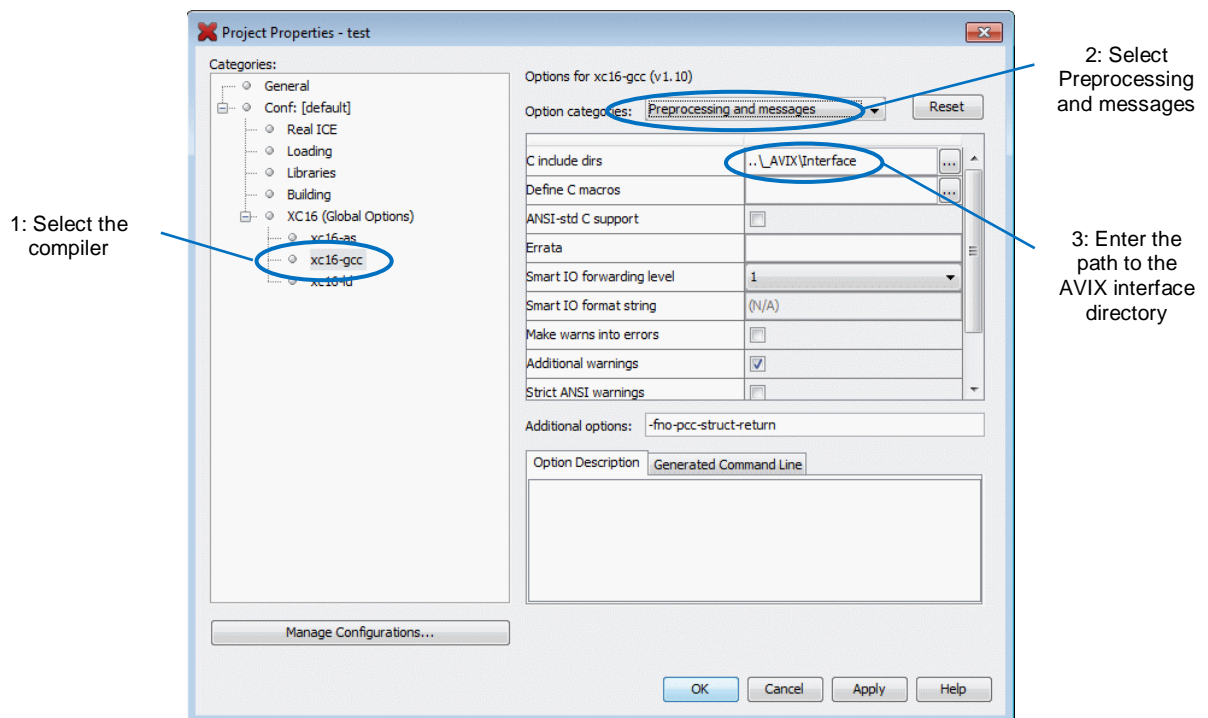 Project Properties - test
Categories:
General
Conf: [default]
Real ICE
Loading
Libraries
Building
XC16 (Global Options)
xc16-as
xc16-gcc
xc16-ld
Manage Configurations...
Options for xc16-gcc (v1.10)
Option categories: Preprocessing and messages Reset
C include dirs ..\_AVIX\Interface ...
Define C macros ...
ANSI-std C support
Errata
Smart IO forwarding level 1
Smart IO format string (N/A)
Make warns into errors
Additional warnings
Strict ANSI warnings
Additional options: -fno-pcc-struct-return
Option Description Generated Command Line
OK Cancel Apply Help
1: Select the
compiler
2: Select
Preprocessing
and messages
3: Enter the
path to the
AVIX interface
directory